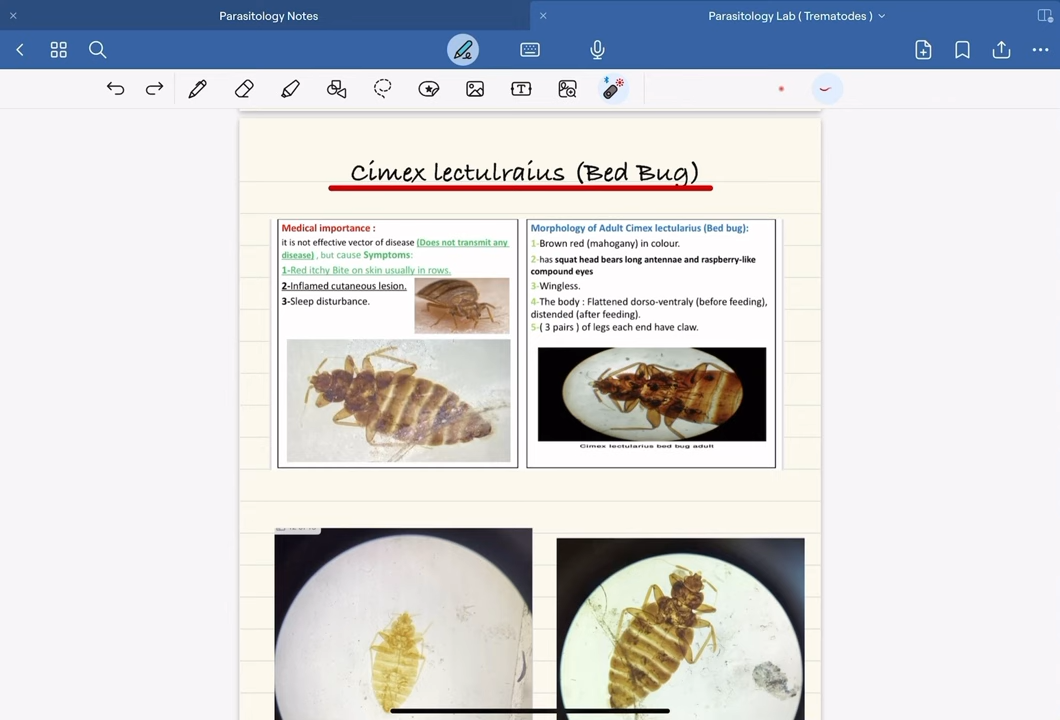 Parasitology Notes
Parasitology Lab ( Trematodes )
Cimex lectulraius (Bed Bug)
Medical importance :
it is not effective vector of disease (Does not transmit any
disease) , but cause Symptoms:
1-Red itchy Bite on skin usually in rows.
2-Inflamed cutaneous lesion.
3-Sleep disturbance.
Morphology of Adult Cimex lectularius (Bed bug):
1-Brown red (mahogany) in colour.
2-has squat head bears long antennae and raspberry-like
compound eyes
3-Wingless.
4-The body : Flattened dorso-ventraly (before feeding),
distended (after feeding).
5-( 3 pairs ) of legs each end have claw.
Cimex lectularius bed bug adult